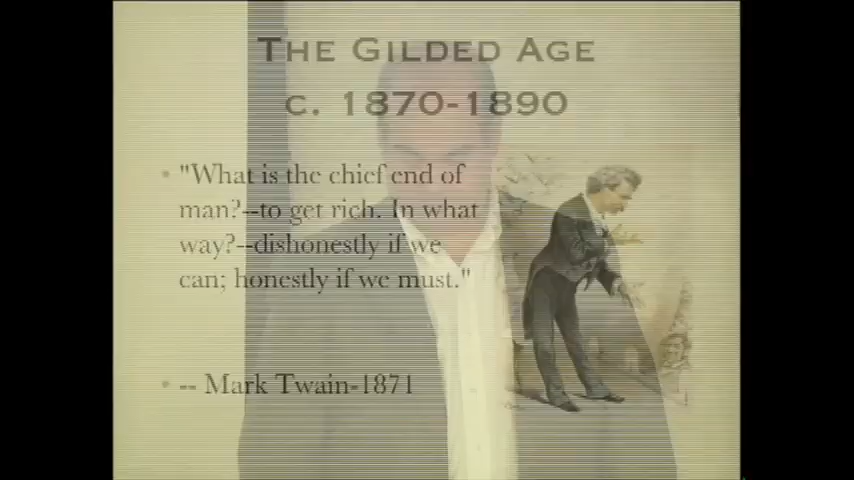 THE GILDED AGE
c. 1870-1890
• "What is the chief end of
man?--to get rich. In what
way?--dishonestly if we
can; honestly if we must."
• -- Mark Twain-1871